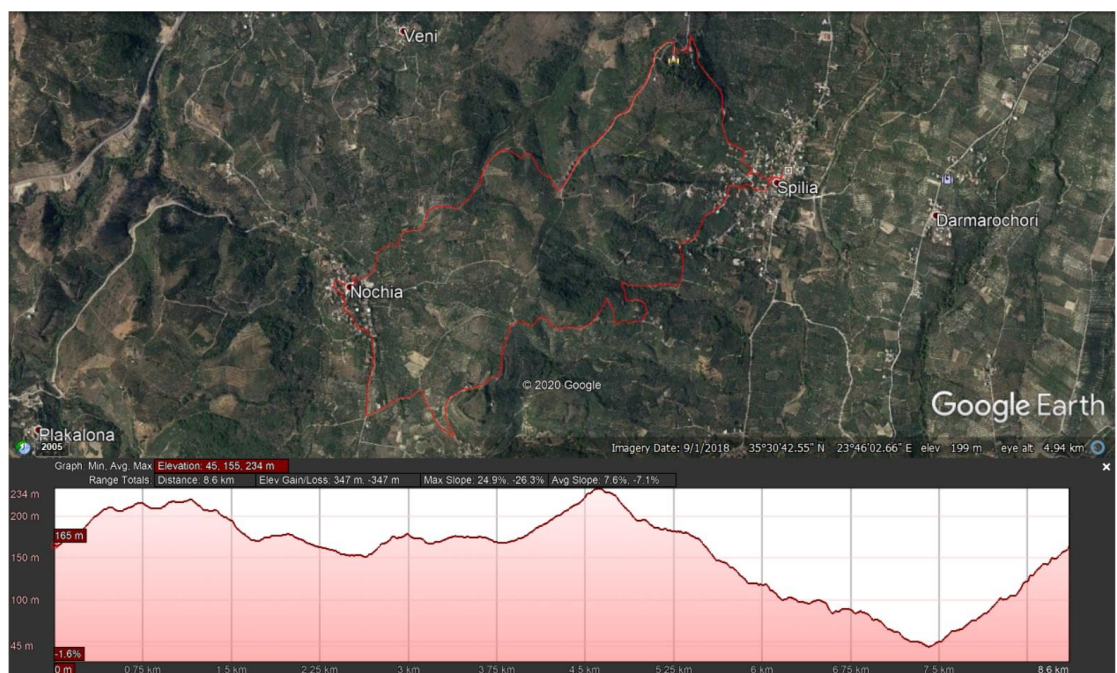 Veni
Spilia
Darmarochori
Nochia
© 2020 Google
Google Earth
Plakalona
2005
Imagery Date: 9/1/2018 35°30'42.55" N 23°46'02.66" E elev 199 m eye alt 4.94 km
Graph: Min, Avg, Max Elevation: 45, 155, 234 m
Range Totals: Distance: 8.6 km Elev Gain/Loss: 347 m, -347 m Max Slope: 24.9%, -26.3% Avg Slope: 7.6%, -7.1%
234 m
200 m
165 m
150 m
100 m
45 m
-1.6%
0 m 0.75 km 1.5 km 2.25 km 3 km 3.75 km 4.5 km 5.25 km 6 km 6.75 km 7.5 km 8.6 km